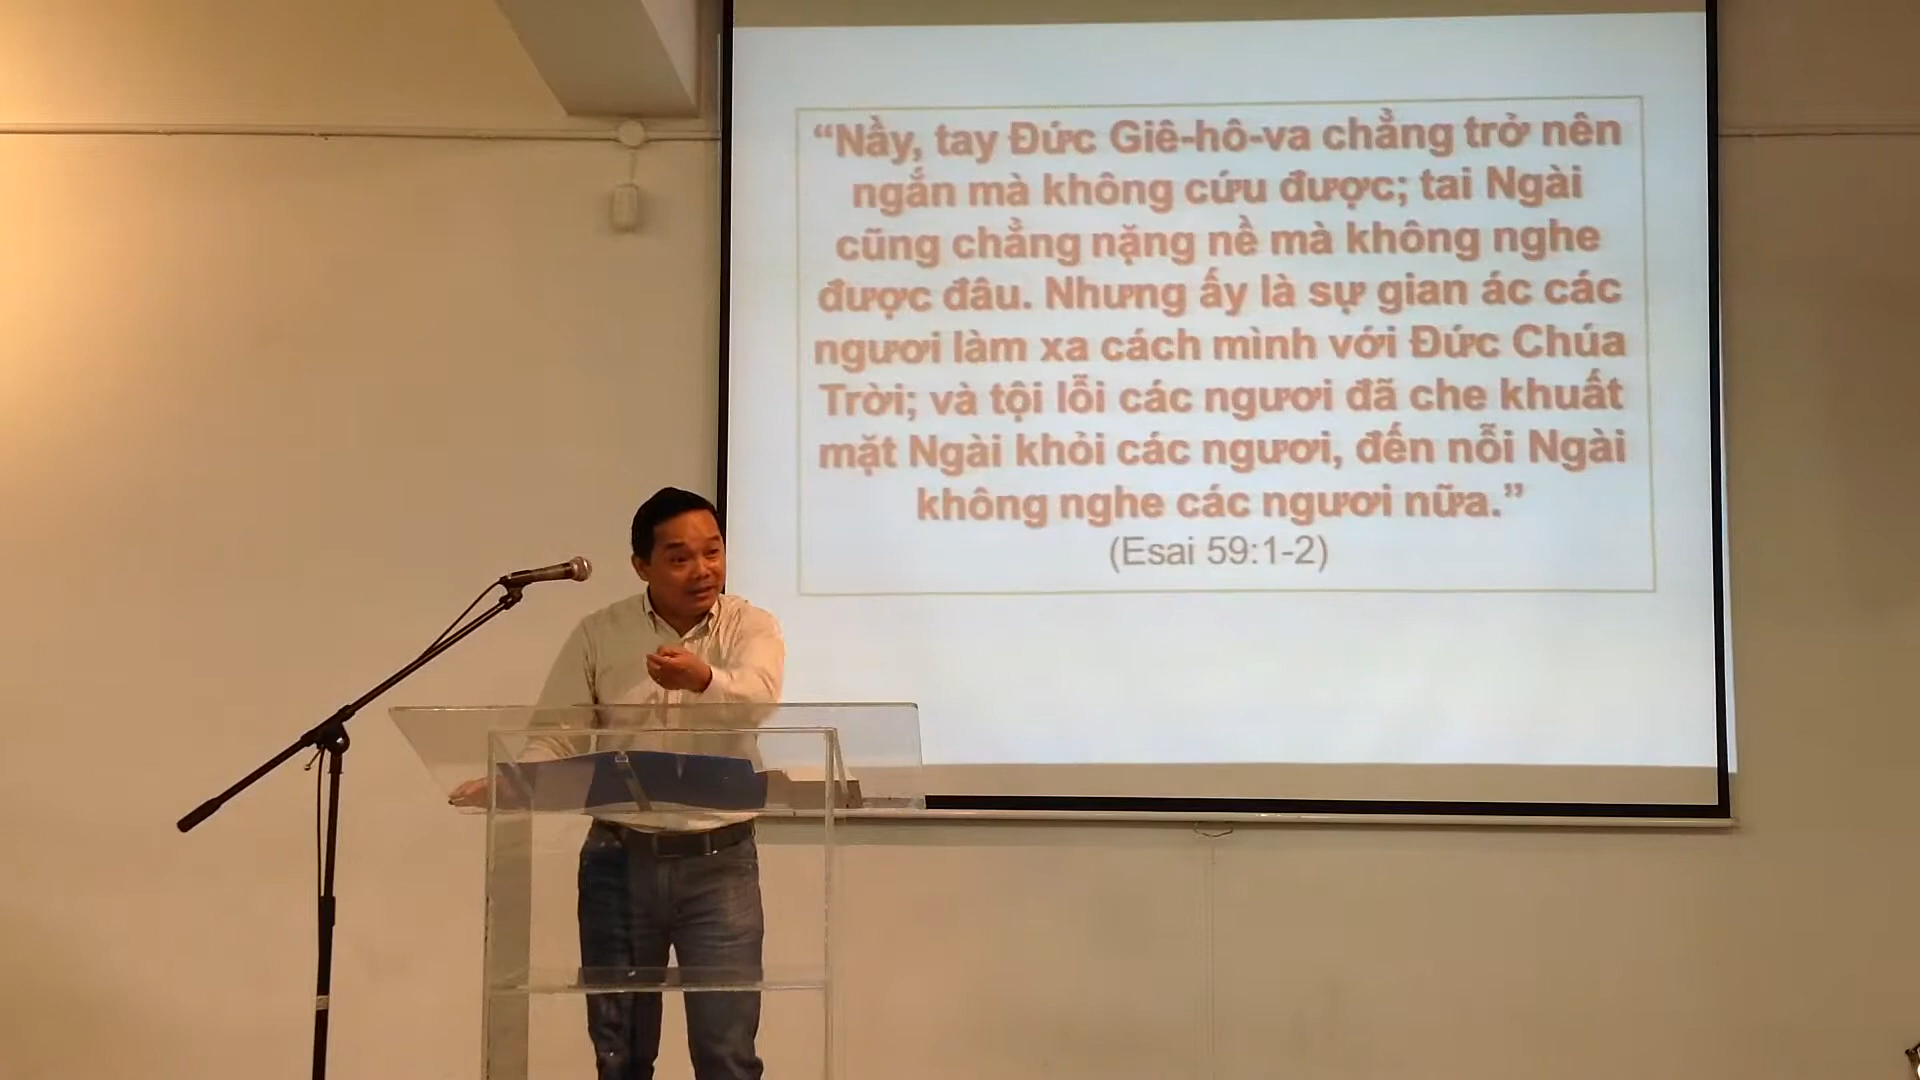 “Nầy, tay Đức Giê-hô-va chẳng trở nên
ngắn mà không cứu được; tai Ngài
cũng chẳng nặng nề mà không nghe
được đâu. Nhưng ấy là sự gian ác các
ngươi làm xa cách mình với Đức Chúa
Trời; và tội lỗi các ngươi đã che khuất
mặt Ngài khỏi các ngươi, đến nỗi Ngài
không nghe các ngươi nữa.”
(Esai 59:1-2)